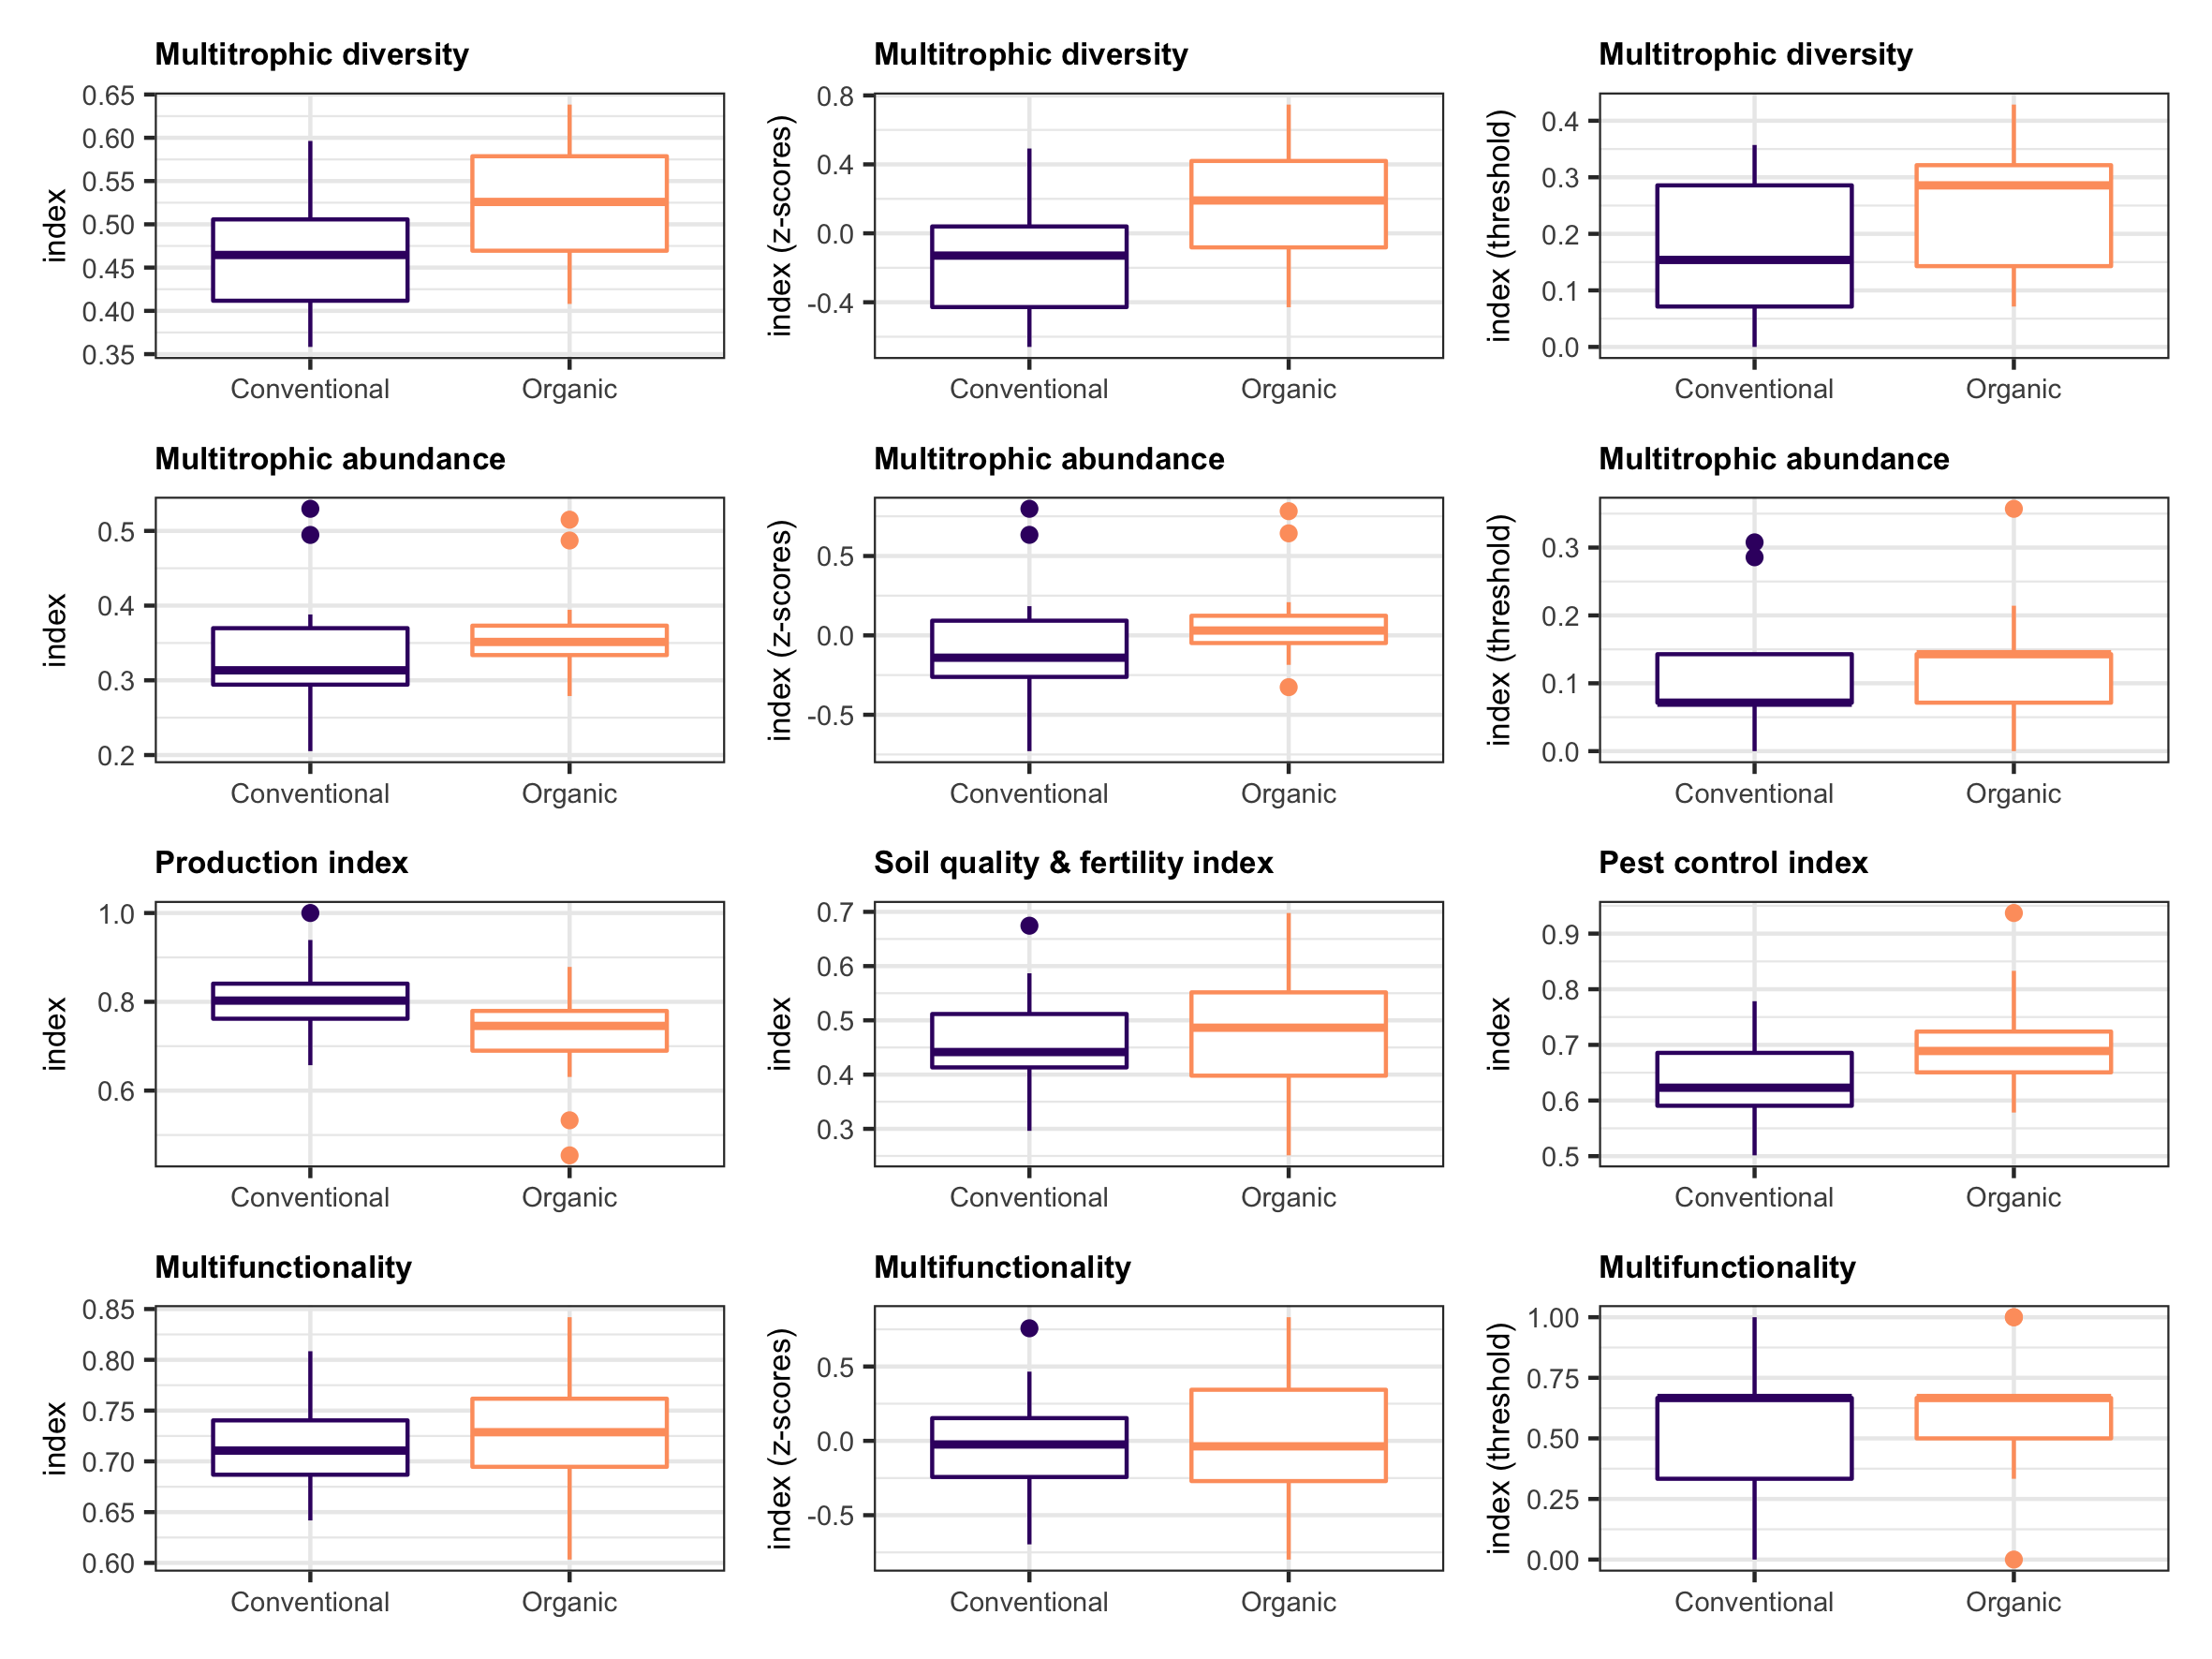 Multitrophic diversity
index
0.65
0.60
0.55
0.50
0.45
0.40
0.35
Conventional Organic
Multitrophic diversity
index (z-scores)
0.8
0.4
0.0
-0.4
Conventional Organic
Multitrophic diversity
index (threshold)
0.4
0.3
0.2
0.1
0.0
Conventional Organic
Multitrophic abundance
index
0.5
0.4
0.3
0.2
Conventional Organic
Multitrophic abundance
index (z-scores)
0.5
0.0
-0.5
Conventional Organic
Multitrophic abundance
index (threshold)
0.3
0.2
0.1
0.0
Conventional Organic
Production index
index
1.0
0.8
0.6
Conventional Organic
Soil quality & fertility index
index
0.7
0.6
0.5
0.4
0.3
Conventional Organic
Pest control index
index
0.9
0.8
0.7
0.6
0.5
Conventional Organic
Multifunctionality
index
0.85
0.80
0.75
0.70
0.65
0.60
Conventional Organic
Multifunctionality
index (z-scores)
0.5
0.0
-0.5
Conventional Organic
Multifunctionality
index (threshold)
1.00
0.75
0.50
0.25
0.00
Conventional Organic